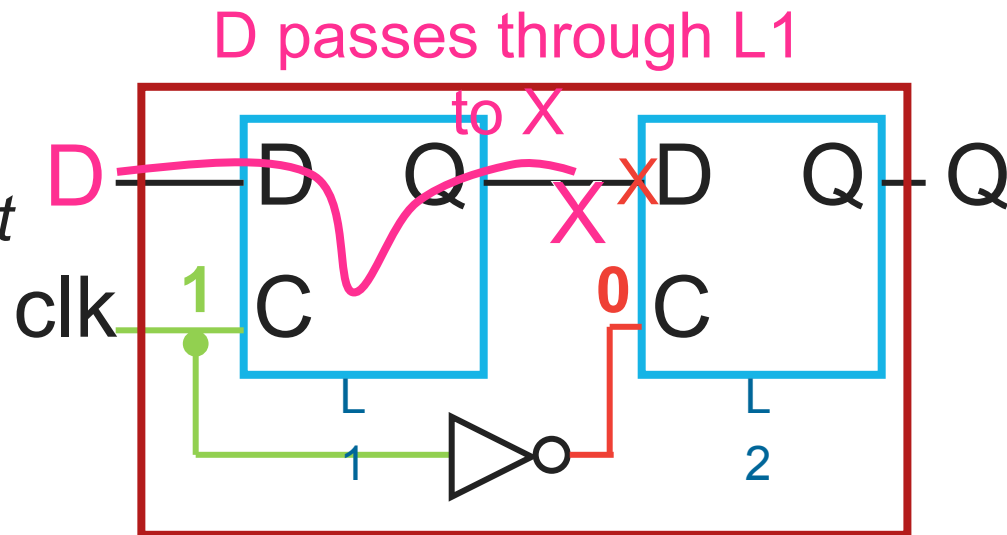 D passes through L1
to X
D D Q X D Q Q
X
t
1 0
clk C C
L L
1 2